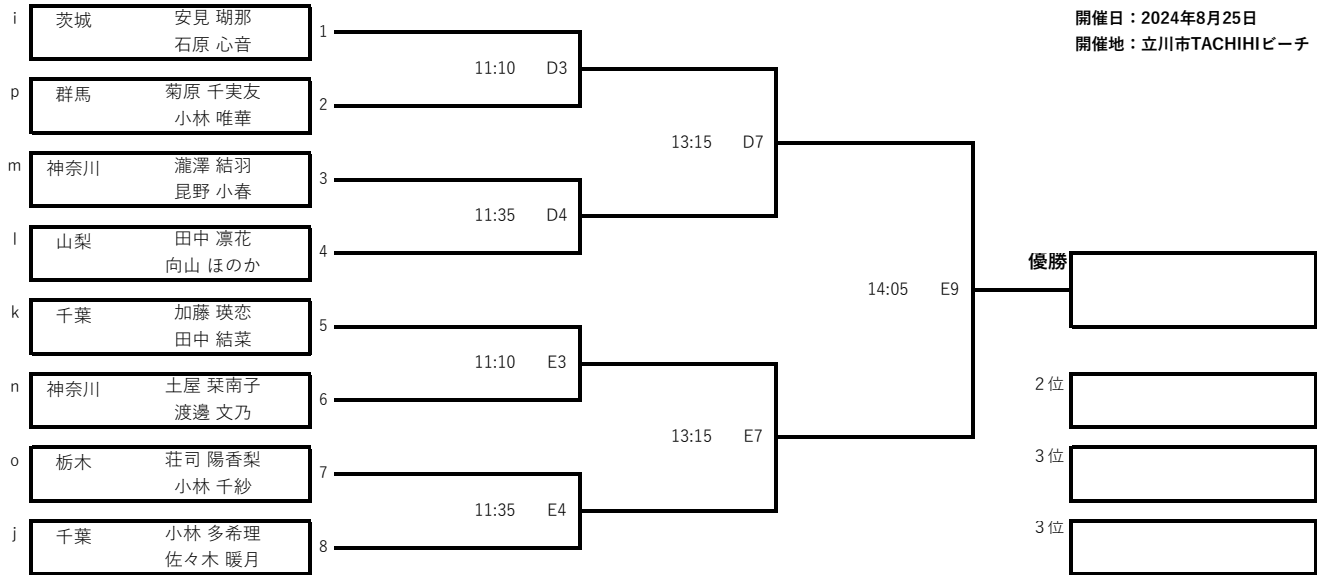 開催日：2024年8月25日
開催地：立川市TACHIHIビーチ
i 茨城 安見 瑚那
石原 心音
1
11:10 D3
p 群馬 菊原 千実友
小林 唯華
2
13:15 D7
m 神奈川 瀧澤 結羽
昆野 小春
3
11:35 D4
l 山梨 田中 凛花
向山 ほのか
4
優勝
14:05 E9
k 千葉 加藤 瑛恋
田中 結菜
5
11:10 E3
n 神奈川 土屋 栞南子
渡邊 文乃
6
2位
13:15 E7
o 栃木 荘司 陽香梨
小林 千紗
7
3位
11:35 E4
j 千葉 小林 多希理
佐々木 暖月
8
3位